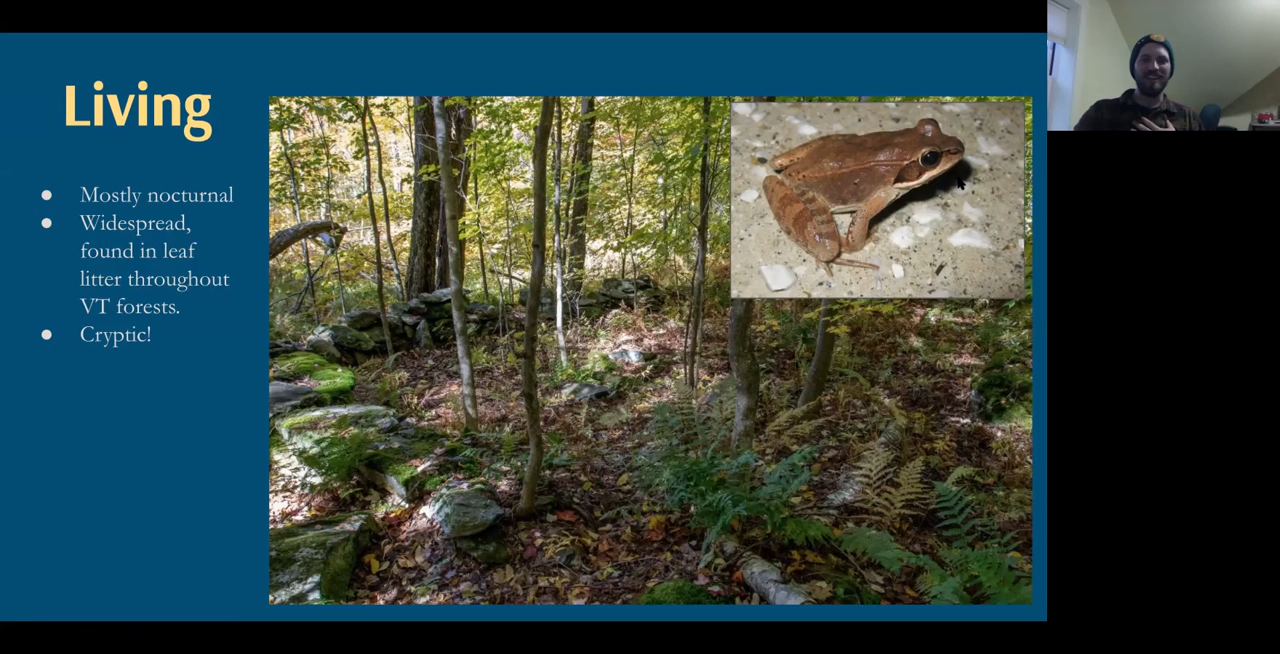 Living
● Mostly nocturnal
● Widespread,
found in leaf
litter throughout
VT forests.
● Cryptic!